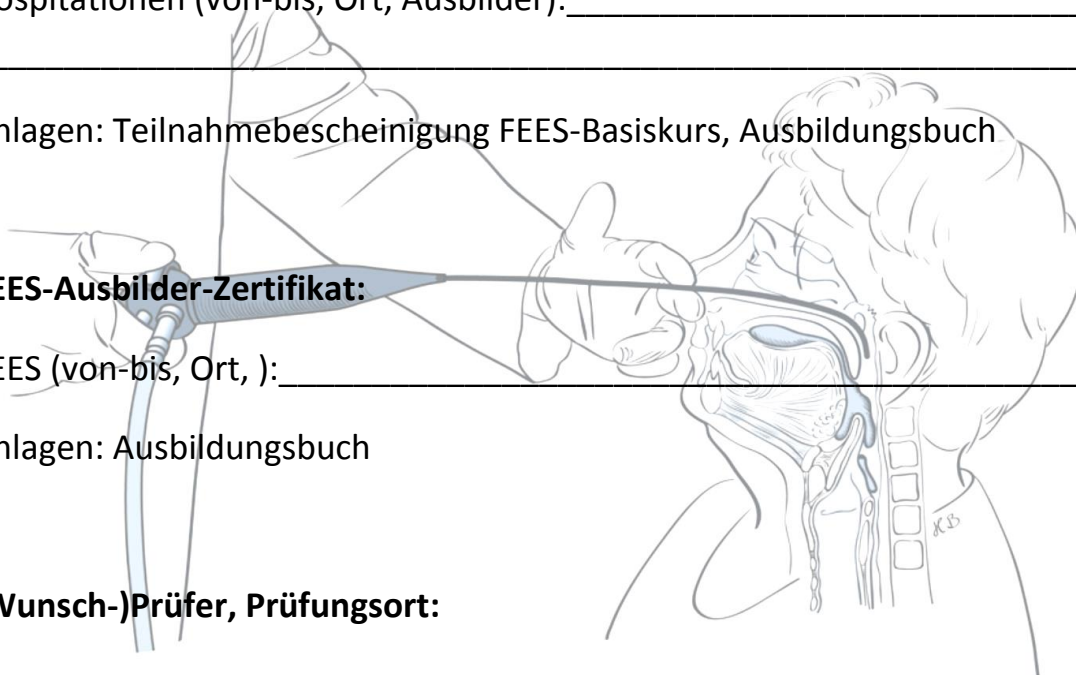 ospitationen (von-bis, Ort, Ausbilder):
nlagen: Teilnahmebescheinigung FEES-Basiskurs, Ausbildungsbuch
EES-Ausbilder-Zertifikat:
EES (von-bis, Ort, ):
nlagen: Ausbildungsbuch
Wunsch-)Prüfer, Prüfungsort: